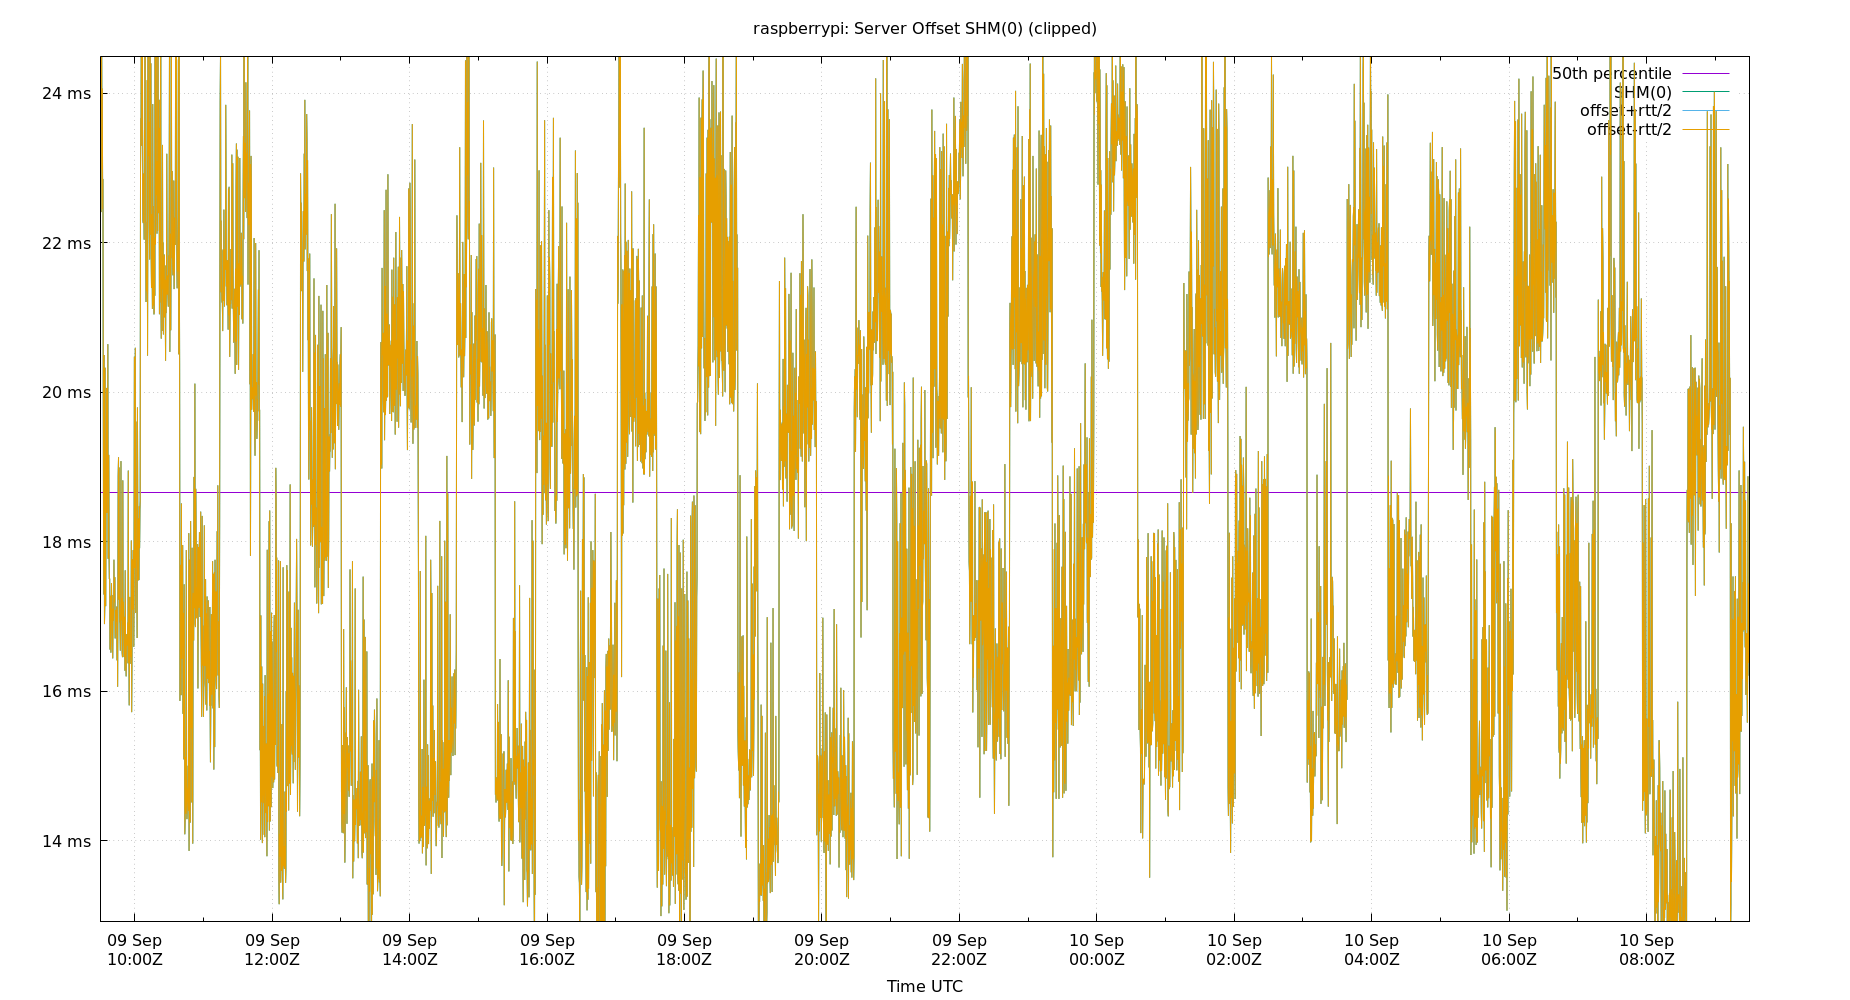 raspberrypi: Server Offset SHM(0) (clipped)
50th percentile
SHM(0)
offset+rtt/2
offset-rtt/2
24 ms
22 ms
20 ms
18 ms
16 ms
14 ms
09 Sep 09 Sep 09 Sep 09 Sep 09 Sep 09 Sep 09 Sep 10 Sep 10 Sep 10 Sep 10 Sep 10 Sep
10:00Z 12:00Z 14:00Z 16:00Z 18:00Z 20:00Z 22:00Z 00:00Z 02:00Z 04:00Z 06:00Z 08:00Z
Time UTC